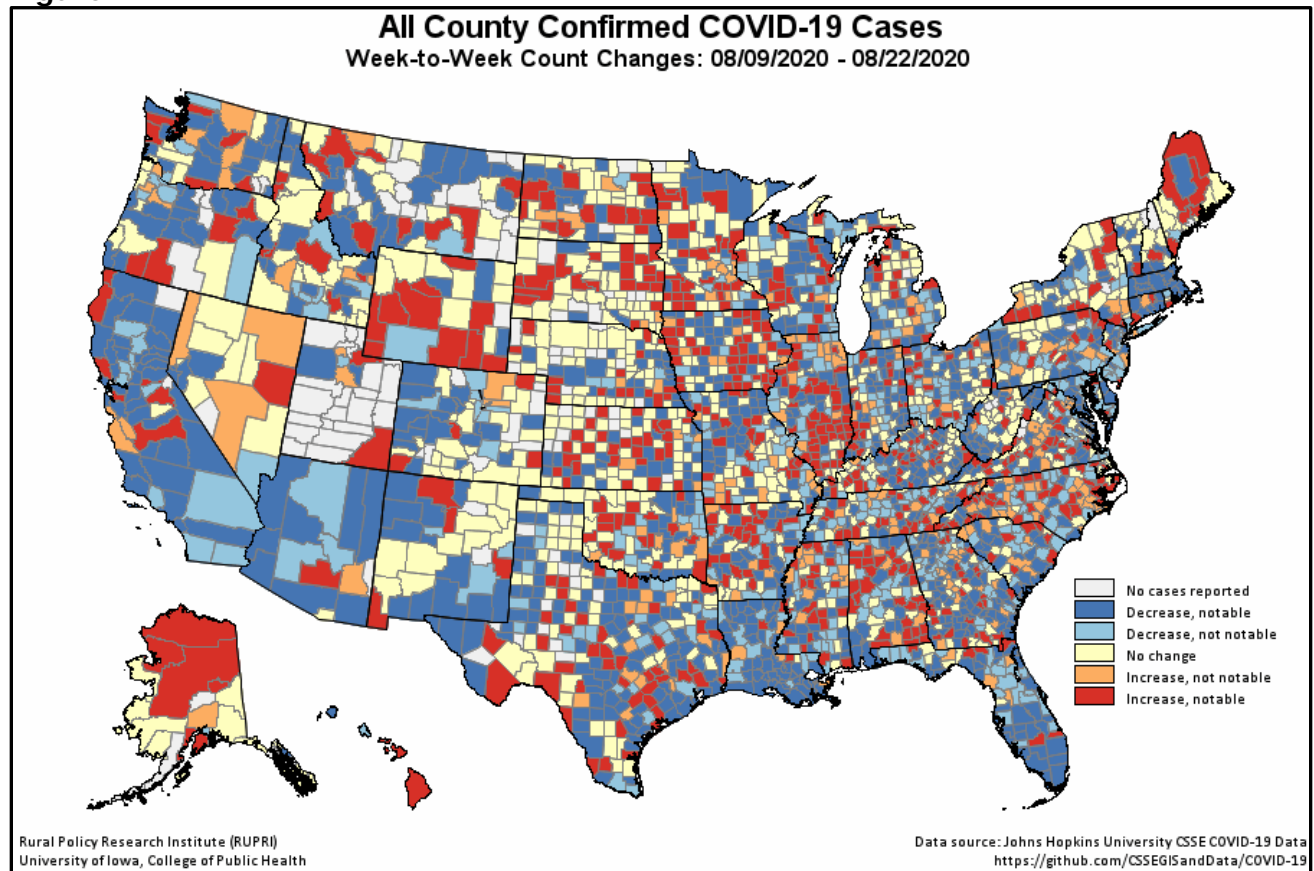 All County Confirmed COVID-19 Cases
Week-to-Week Count Changes: 08/09/2020 - 08/22/2020
No cases reported
Decrease, notable
Decrease, not notable
No change
Increase, not notable
Increase, notable
Rural Policy Research Institute (RUPRI)
University of Iowa, College of Public Health
Data source: Johns Hopkins University CSSE COVID-19 Data
https://github.com/CSSEGISandData/COVID-19